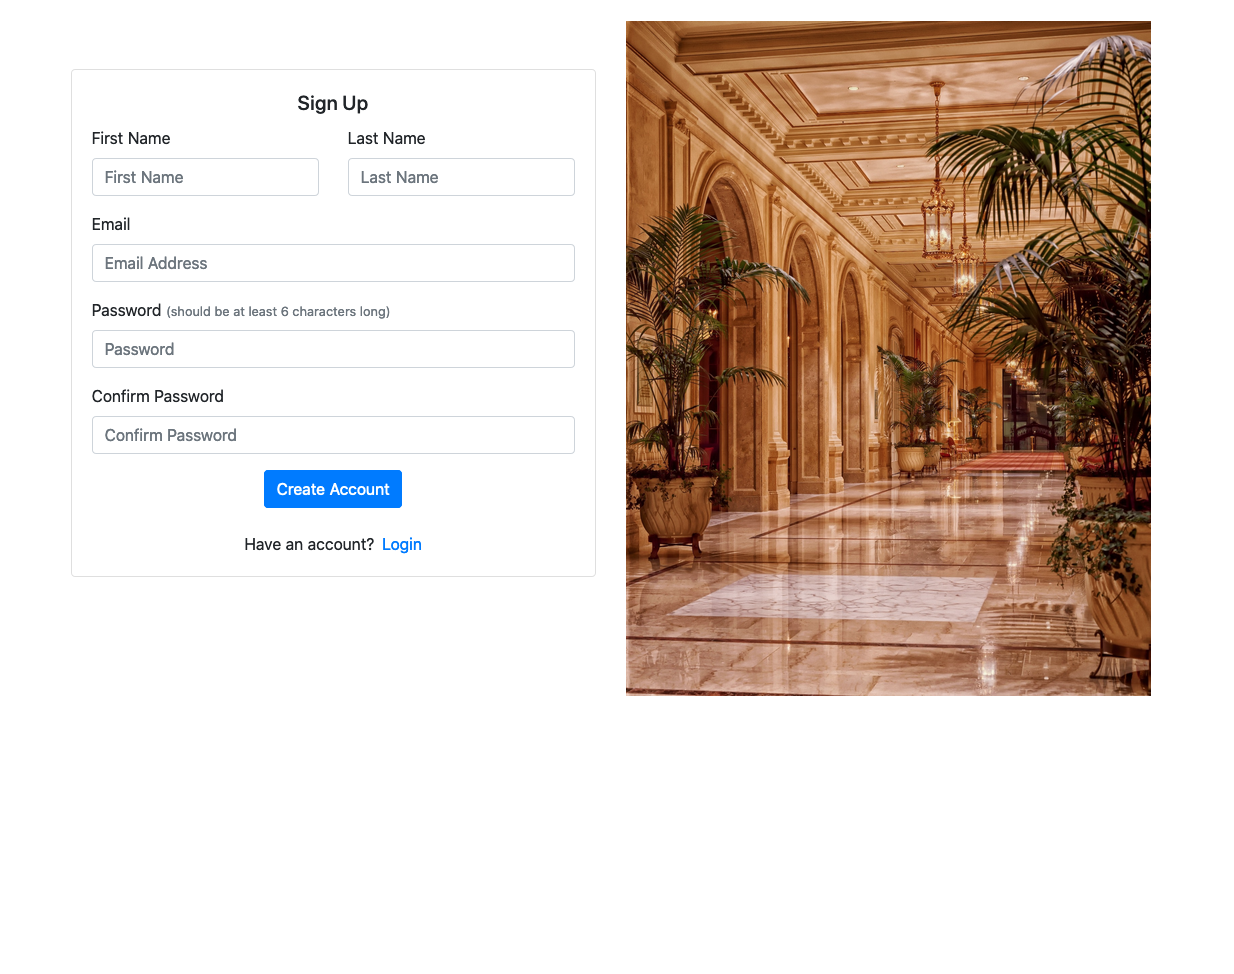 Sign Up
First Name Last Name
First Name Last Name
Email
Email Address
Password (should be at least 6 characters long)
Password
Confirm Password
Confirm Password
Create Account
Have an account? Login